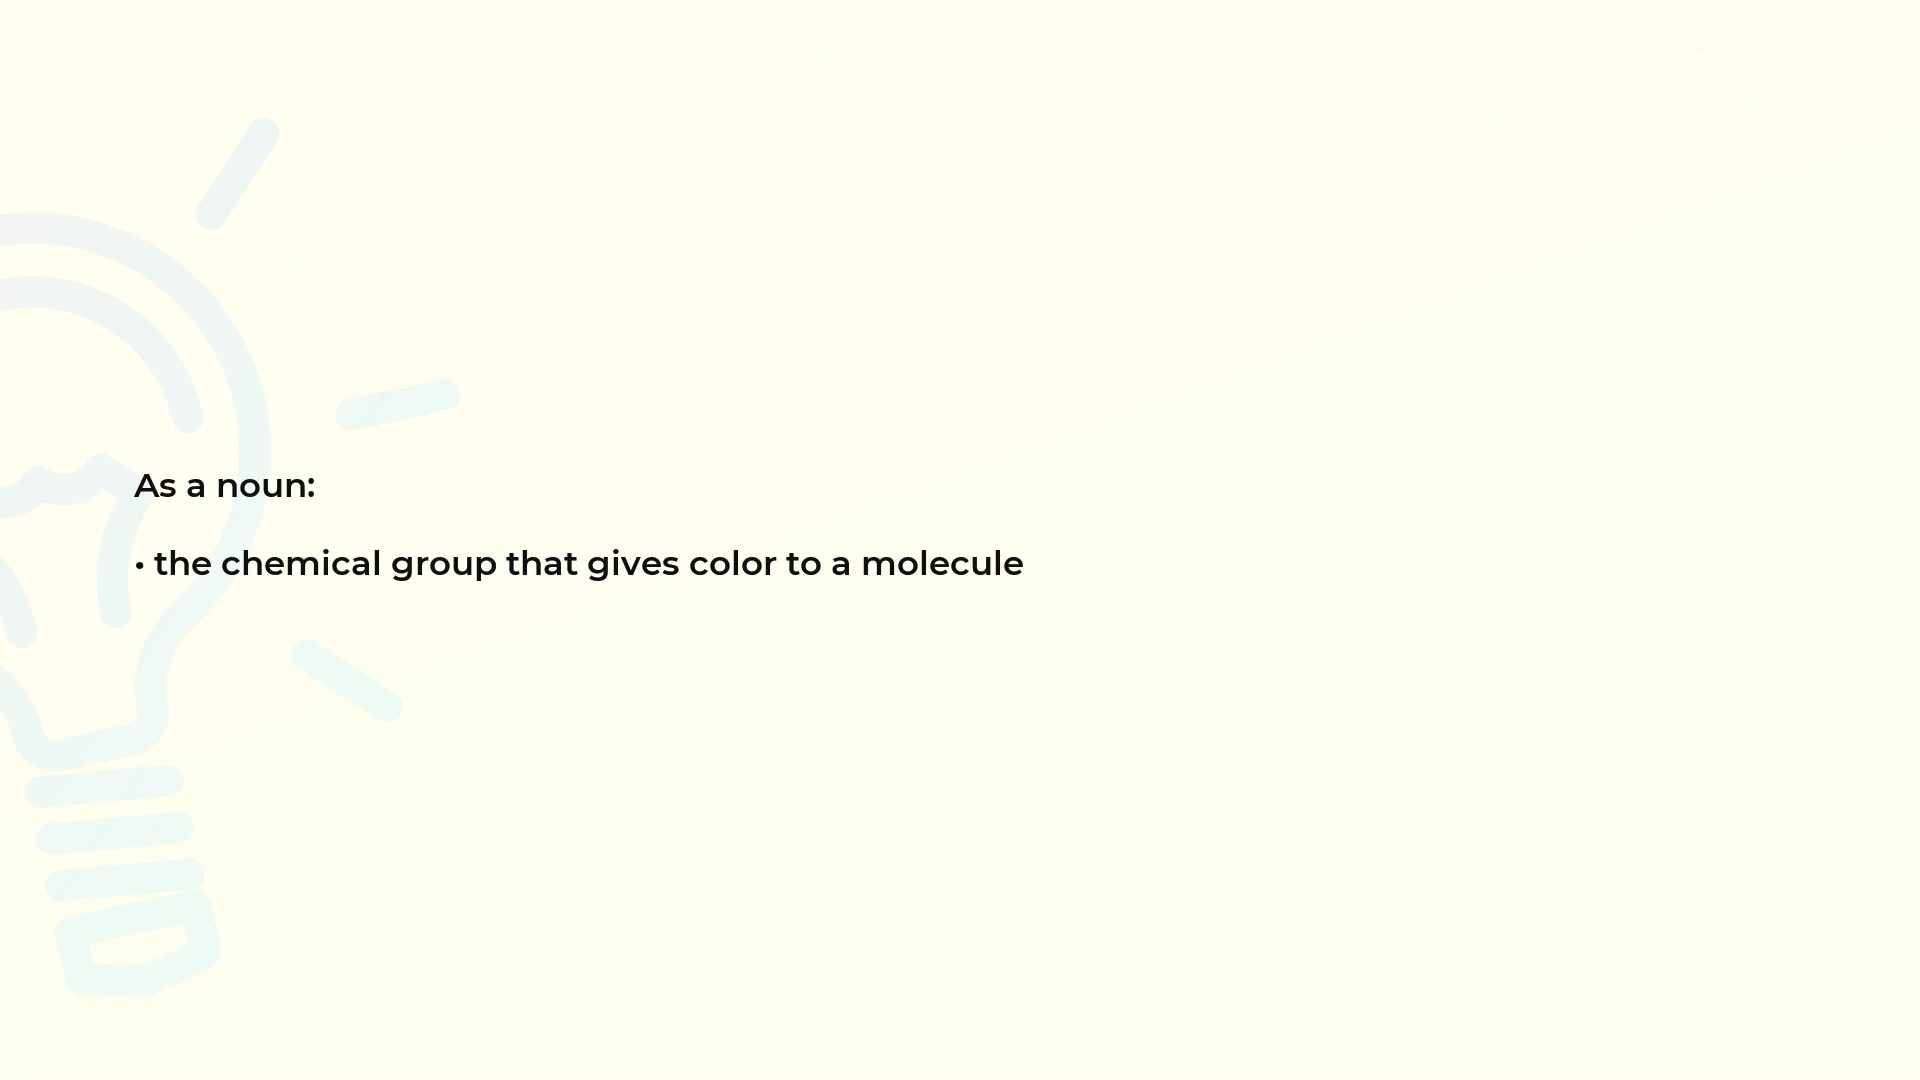 As a noun:
• the chemical group that gives color to a molecule